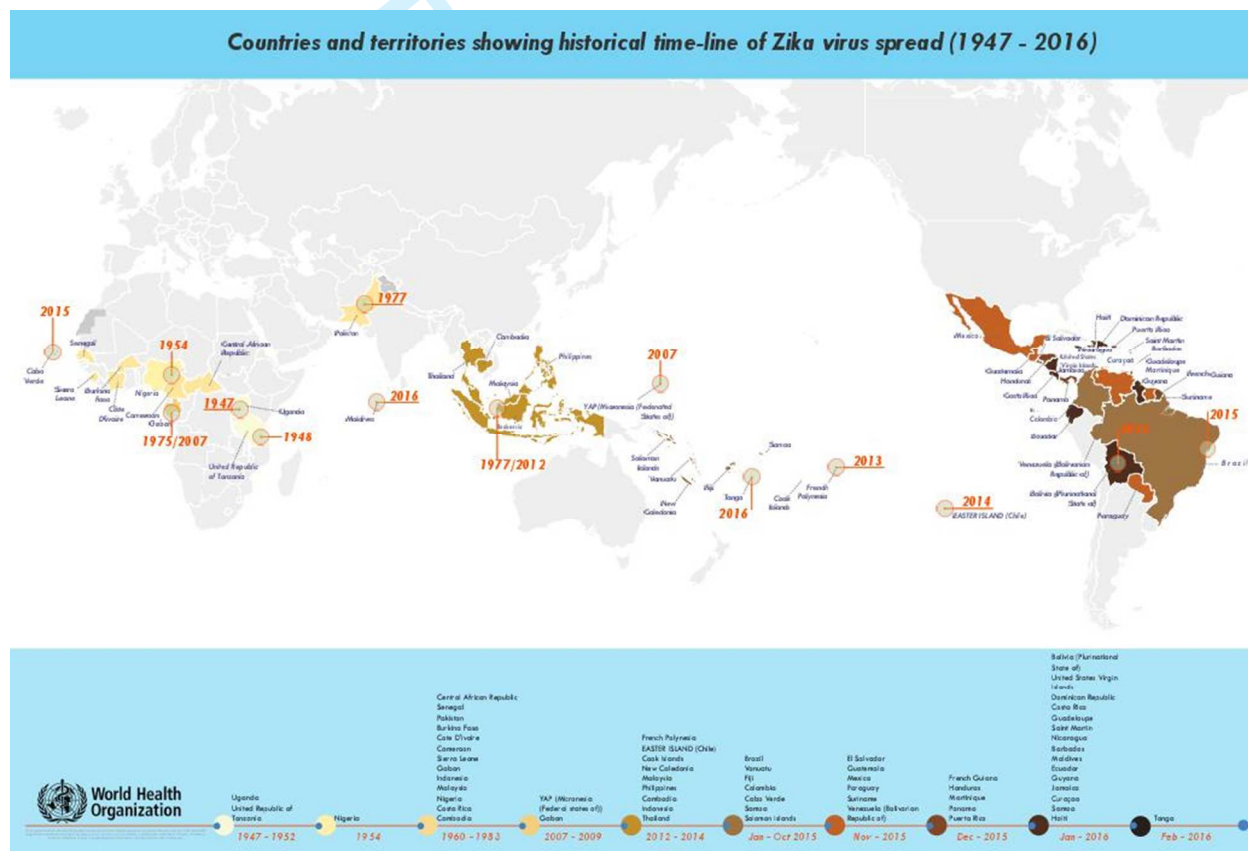 Countries and territories showing historical time-line of Zika virus spread (1947 - 2016)
2015
Senegal
Cabo
Verde
Sierra
Leone
Burkina
Faso
Côte
D'Ivoire
1954
Nigeria
Cameroon
Gabon
1975/2007
Central African
Republic
1947
Uganda
1948
United Republic
of Tanzania
1977
Pakistan
2016
Maldives
Cambodia
Thailand
Philippines
Malaysia
Indonesia
1977/2012
2007
YAP (Micronesia (Federated
States of))
Solomon
Islands
Vanuatu
New
Caledonia
Fiji
Samoa
Tonga
2016
Cook
Islands
French
Polynesia
2013
2014
EASTER ISLAND (Chile)
Mexico
Guatemala
Honduras
El Salvador
Nicaragua
Costa Rica
Panama
Haiti
Dominican Republic
Puerto Rico
United States
Virgin Islands
Jamaica
Saint Martin
Barbados
Curaçao
Guadeloupe
Martinique
Guyana
French Guiana
Suriname
Colombia
Ecuador
Venezuela (Bolivarian
Republic of)
Bolivia (Plurinational
State of)
Paraguay
2015
Brazil
World Health
Organization
Uganda
United Republic of
Tanzania
1947 - 1952
Nigeria
1954
Central African Republic
Senegal
Pakistan
Burkina Faso
Cote D'Ivoire
Cameroon
Sierra Leone
Gabon
Indonesia
Malaysia
Nigeria
Costa Rica
Cambodia
1960 - 1983
YAP (Micronesia
(Federal states of))
Gabon
2007 - 2009
French Polynesia
EASTER ISLAND (Chile)
Cook Islands
New Caledonia
Malaysia
Philippines
Cambodia
Indonesia
Thailand
2012 - 2014
Brazil
Vanuatu
Fiji
Colombia
Cabo Verde
Samoa
Solomon Islands
Jan - Oct 2015
El Salvador
Guatemala
Mexico
Paraguay
Suriname
Venezuela (Bolivarian
Republic of)
Nov - 2015
French Guiana
Honduras
Martinique
Panama
Puerto Rico
Dec - 2015
Bolivia (Plurinational
State of)
United States Virgin
Islands
Dominican Republic
Costa Rica
Guadeloupe
Saint Martin
Nicaragua
Barbados
Maldives
Ecuador
Guyana
Jamaica
Curaçao
Samoa
Haiti
Jan - 2016
Tonga
Feb - 2016